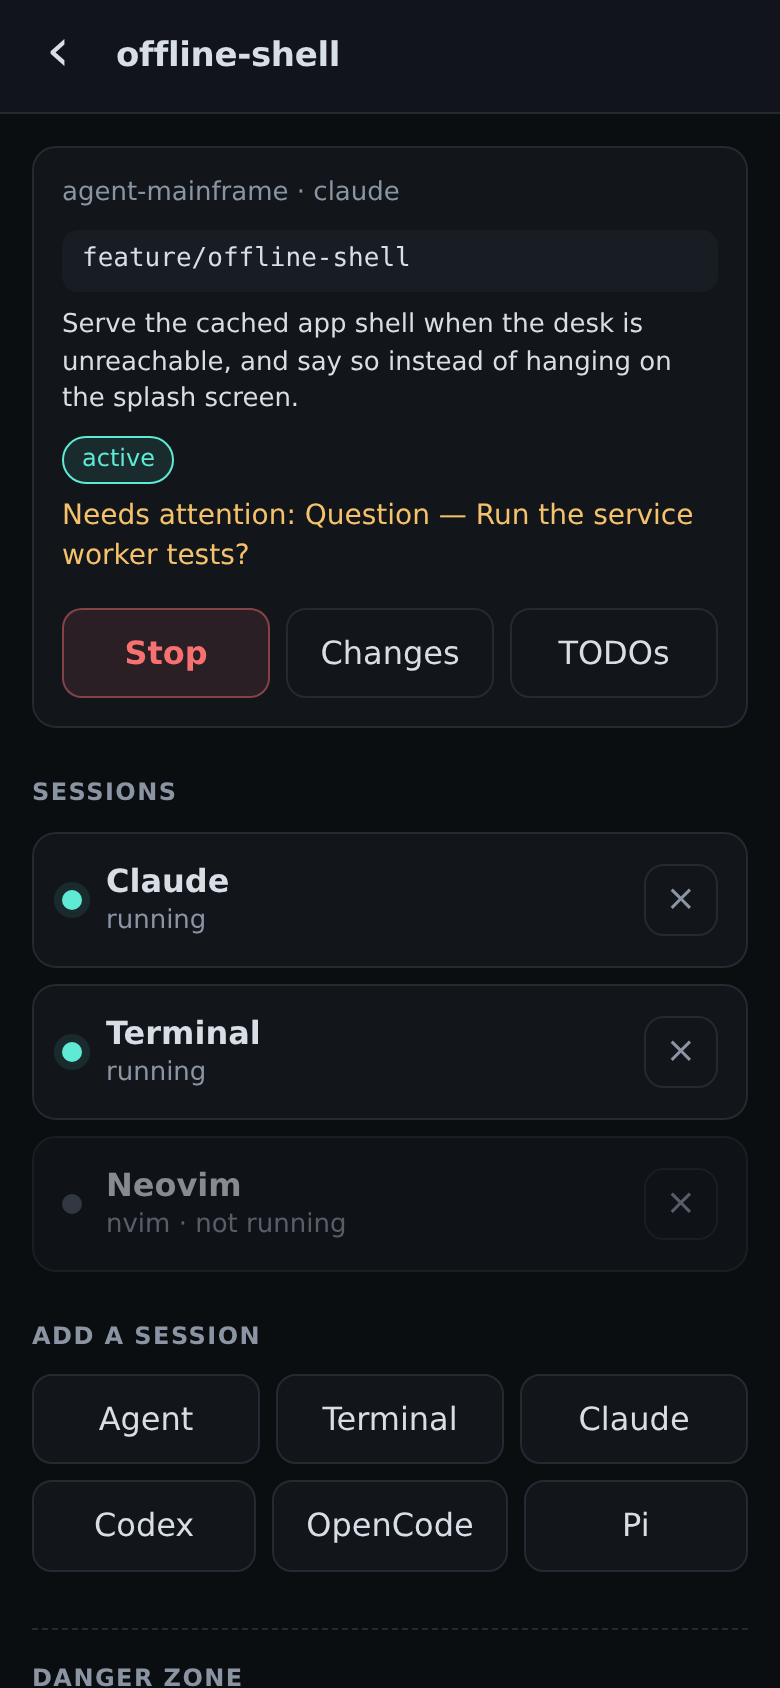 offline-shell
agent-mainframe · claude
feature/offline-shell
Serve the cached app shell when the desk is
unreachable, and say so instead of hanging on
the splash screen.
active
Needs attention: Question — Run the service
worker tests?
Stop Changes TODOs
SESSIONS
Claude
running
Terminal
running
Neovim
nvim · not running
ADD A SESSION
Agent Terminal Claude
Codex OpenCode Pi
DANGER ZONE